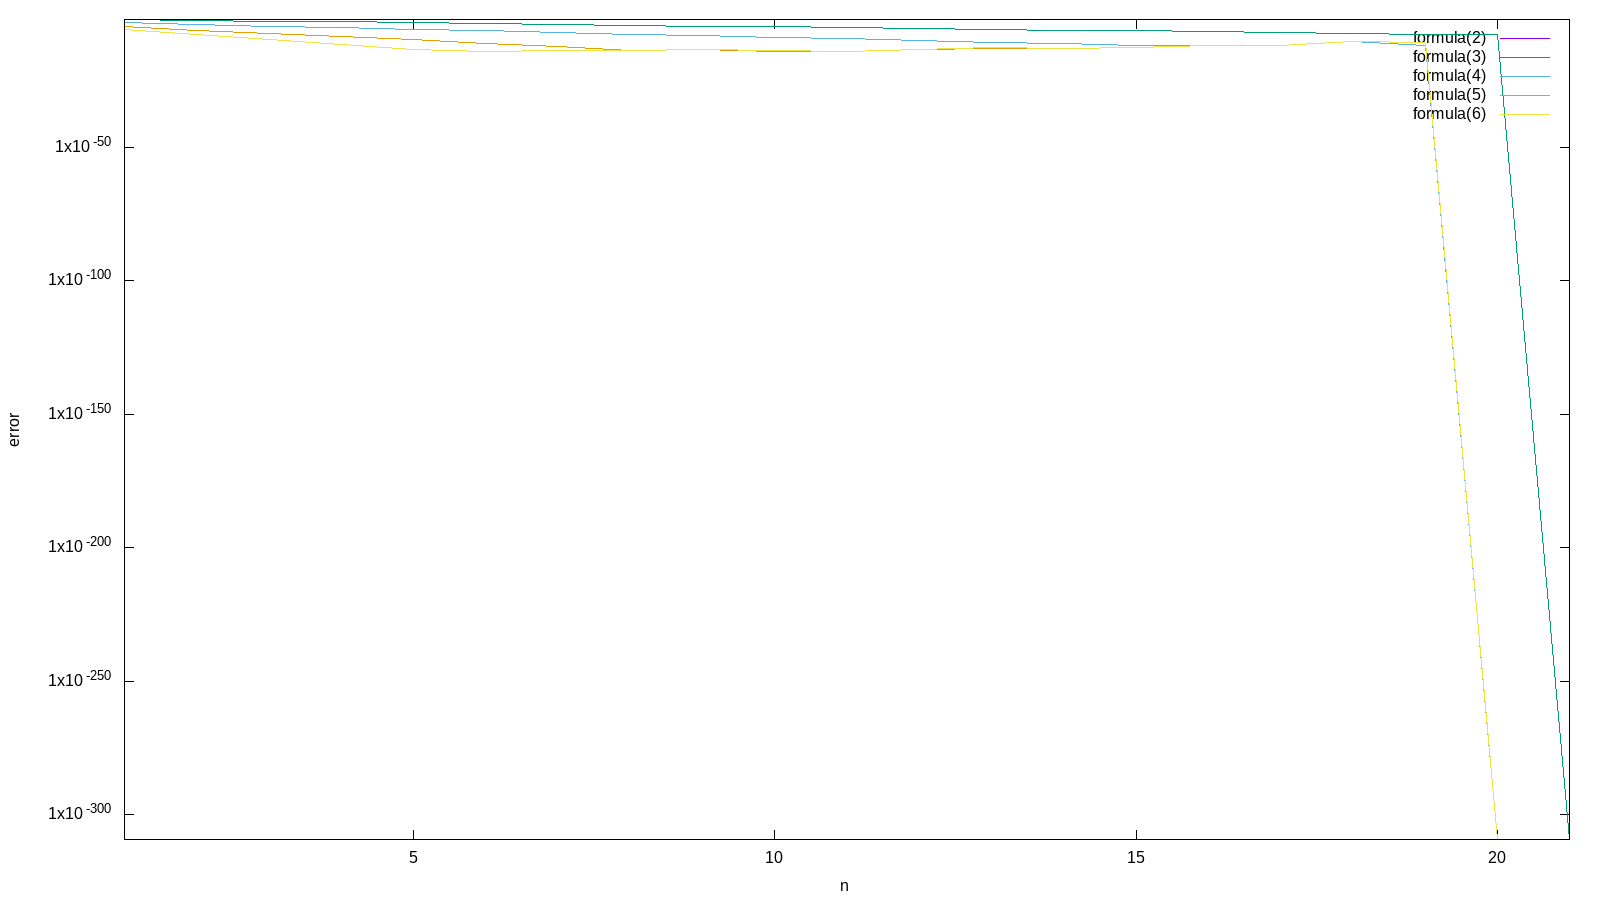 formula(2)
formula(3)
formula(4)
formula(5)
formula(6)
1x10^-50
1x10^-100
1x10^-150
1x10^-200
1x10^-250
1x10^-300
error
5 10 15 20
n